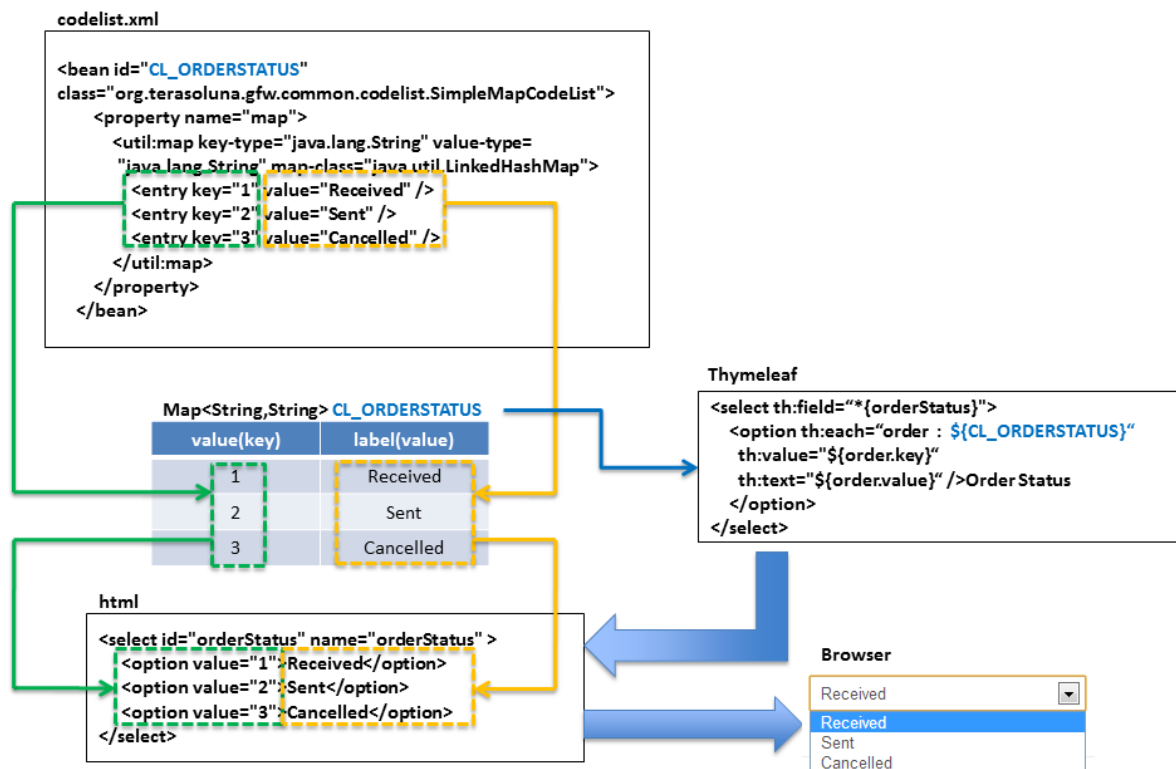 codelist.xml
<bean id="CL_ORDERSTATUS"
class="org.terasoluna.gfw.common.codelist.SimpleMapCodeList">
<property name="map">
<util:map key-type="java.lang.String" value-type=
"java.lang.String" map-class="java.util.LinkedHashMap">
<entry key="1" value="Received" />
<entry key="2" value="Sent" />
<entry key="3" value="Cancelled" />
</util:map>
</property>
</bean>
Map<String,String> CL_ORDERSTATUS
value(key) label(value)
1 Received
2 Sent
3 Cancelled
Thymeleaf
<select th:field=“*{orderStatus}">
<option th:each=“order : ${CL_ORDERSTATUS}“
th:value="${order.key}“
th:text="${order.value}“ />Order Status
</option>
</select>
html
<select id="orderStatus" name="orderStatus" >
<option value="1">Received</option>
<option value="2">Sent</option>
<option value="3">Cancelled</option>
</select>
Browser
Received
Received
Sent
Cancelled